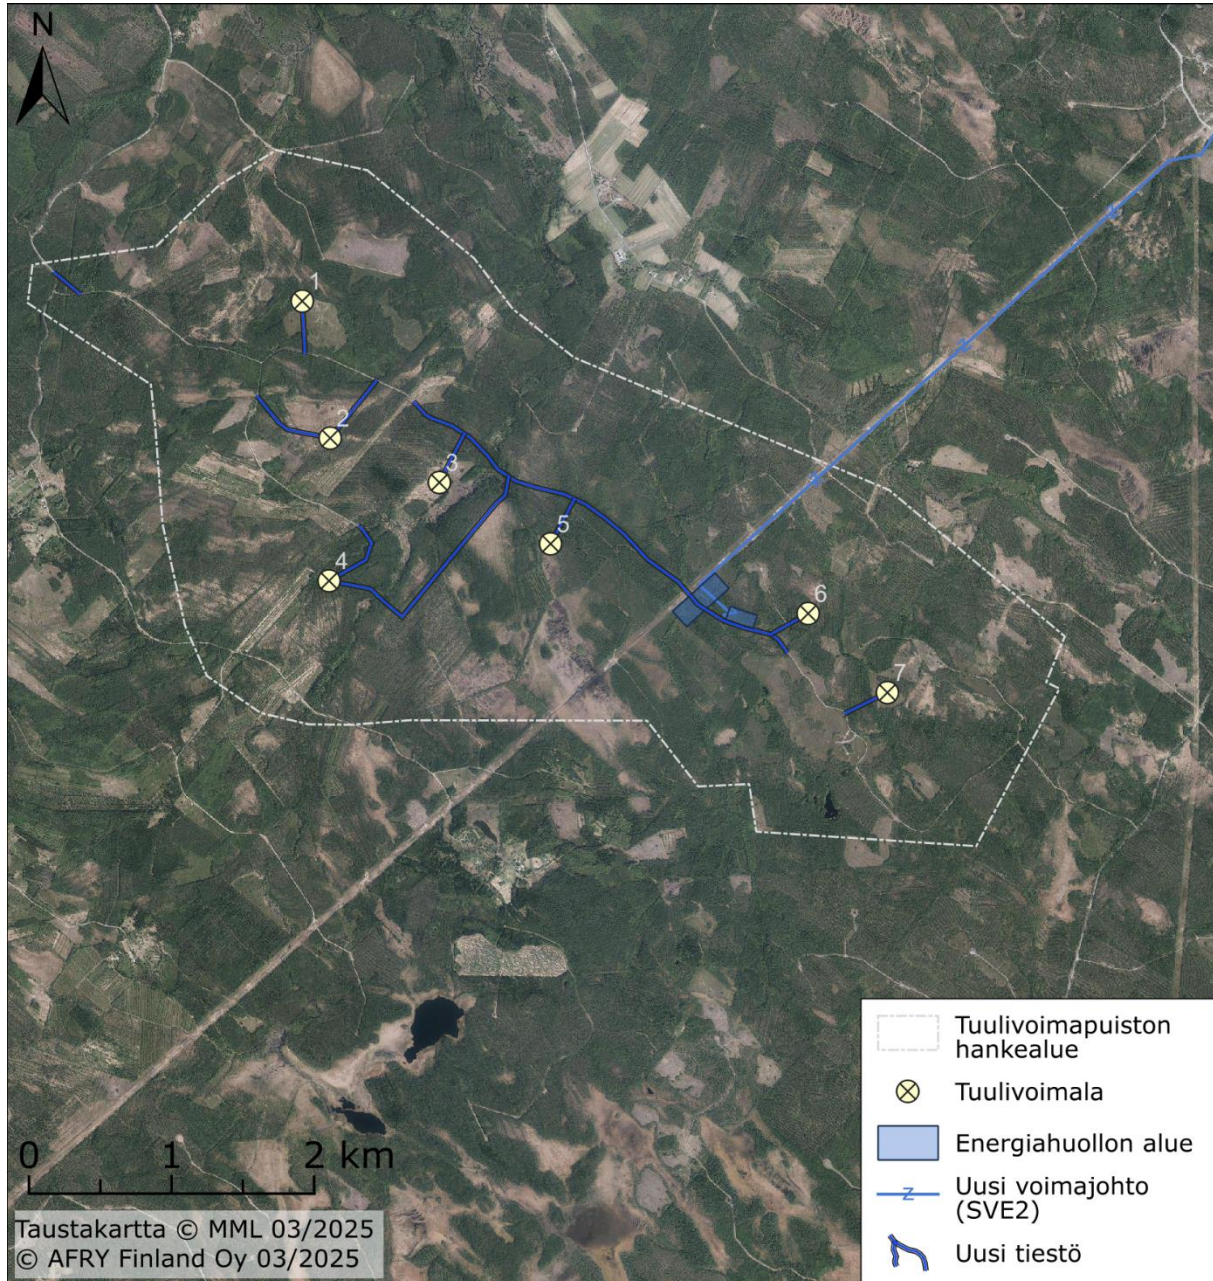 N
1
2
3
4
5
6
7
Tuulivoimapuiston
hankealue
Tuulivoimala
Energiahuollon alue
Z
Uusi voimajohto
(SVE2)
Uusi tiestö
0 1 2 km
Taustakartta © MML 03/2025
© AFRY Finland Oy 03/2025